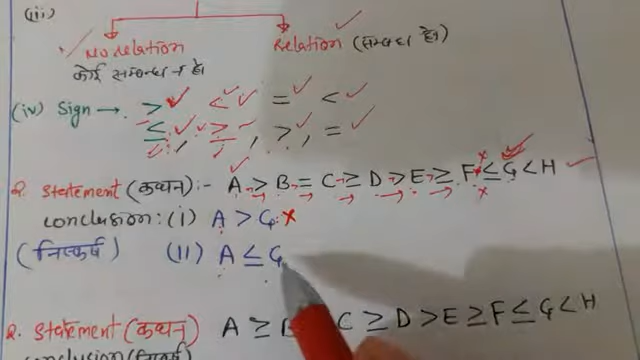 (iii)
No relation Relation (सम्बन्ध है)
कोई सम्बन्ध न है।
(iv) Sign → > < = <
≤ ≥ , > , =
Q. Statement (कथन) :- A > B = C ≥ D > E ≥ F ≤ G < H
conclusion : (i) A > G ×
(निष्कर्ष) (II) A ≤ G
Q. Statement (कथन) A ≥ B C ≥ D > E ≥ F ≤ G < H